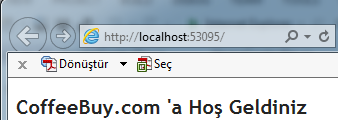 http://localhost:53095/
x Dönüştür Seç
CoffeeBuy.com 'a Hoş Geldiniz